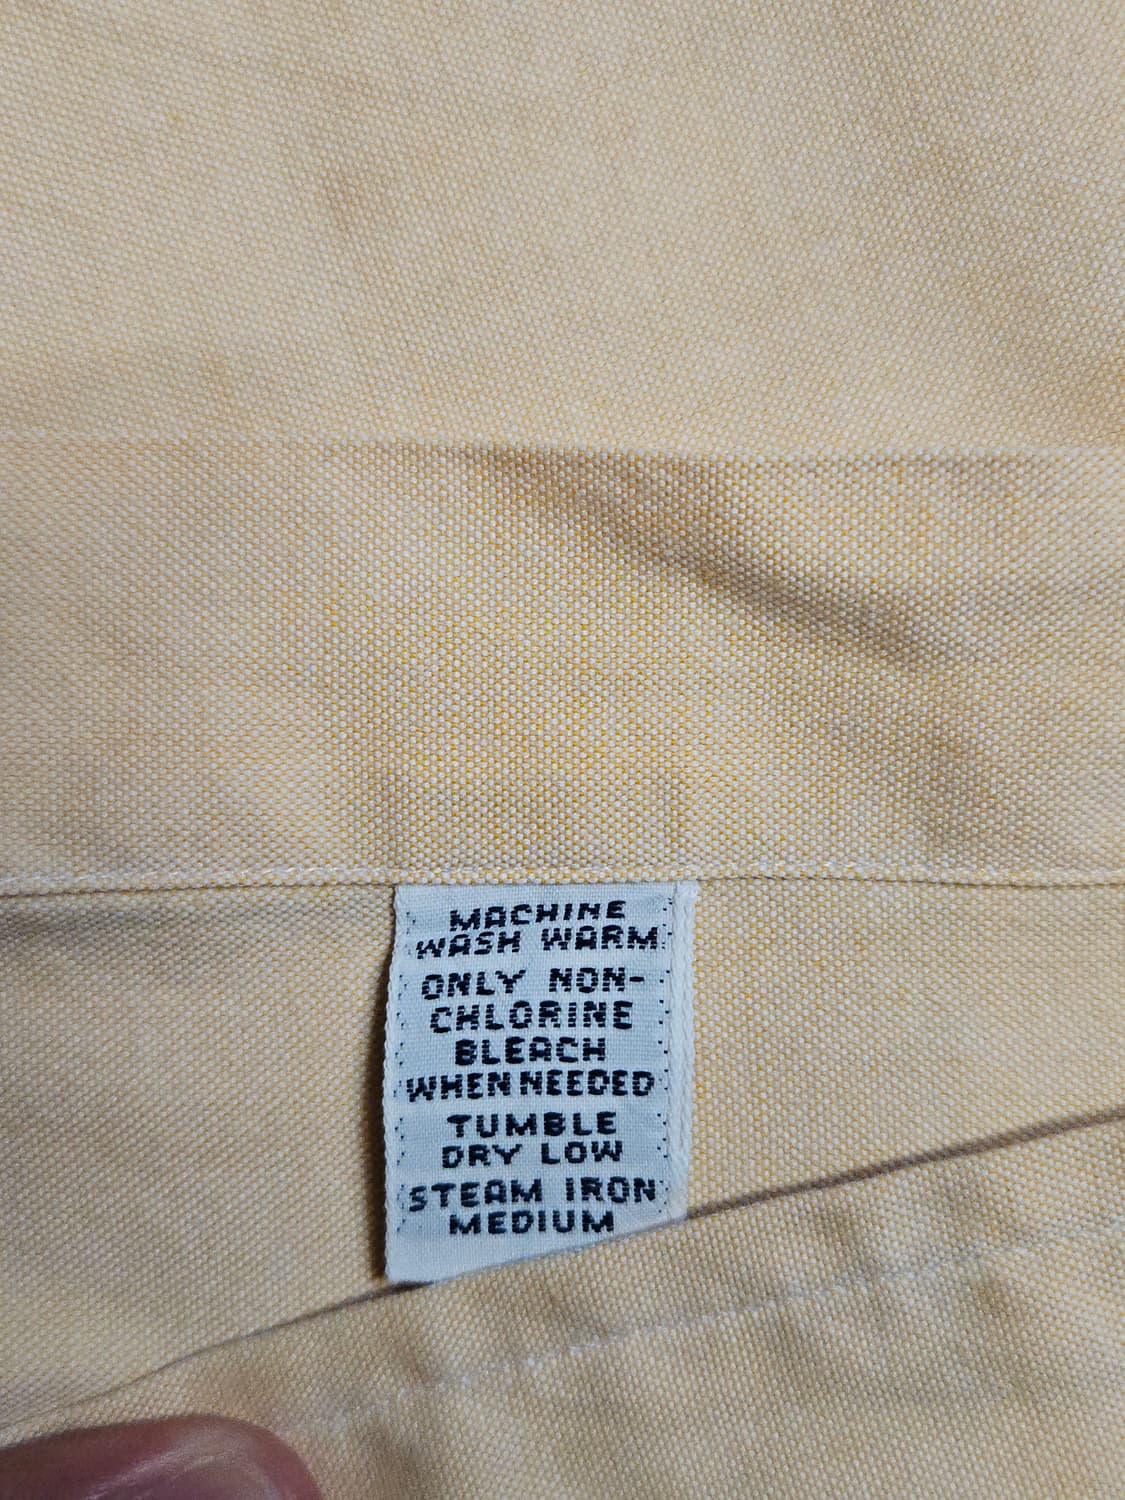 MACHINE
WASH WARM
ONLY NON-
CHLORINE
BLEACH
WHEN NEEDED
TUMBLE
DRY LOW
STEAM IRON
MEDIUM